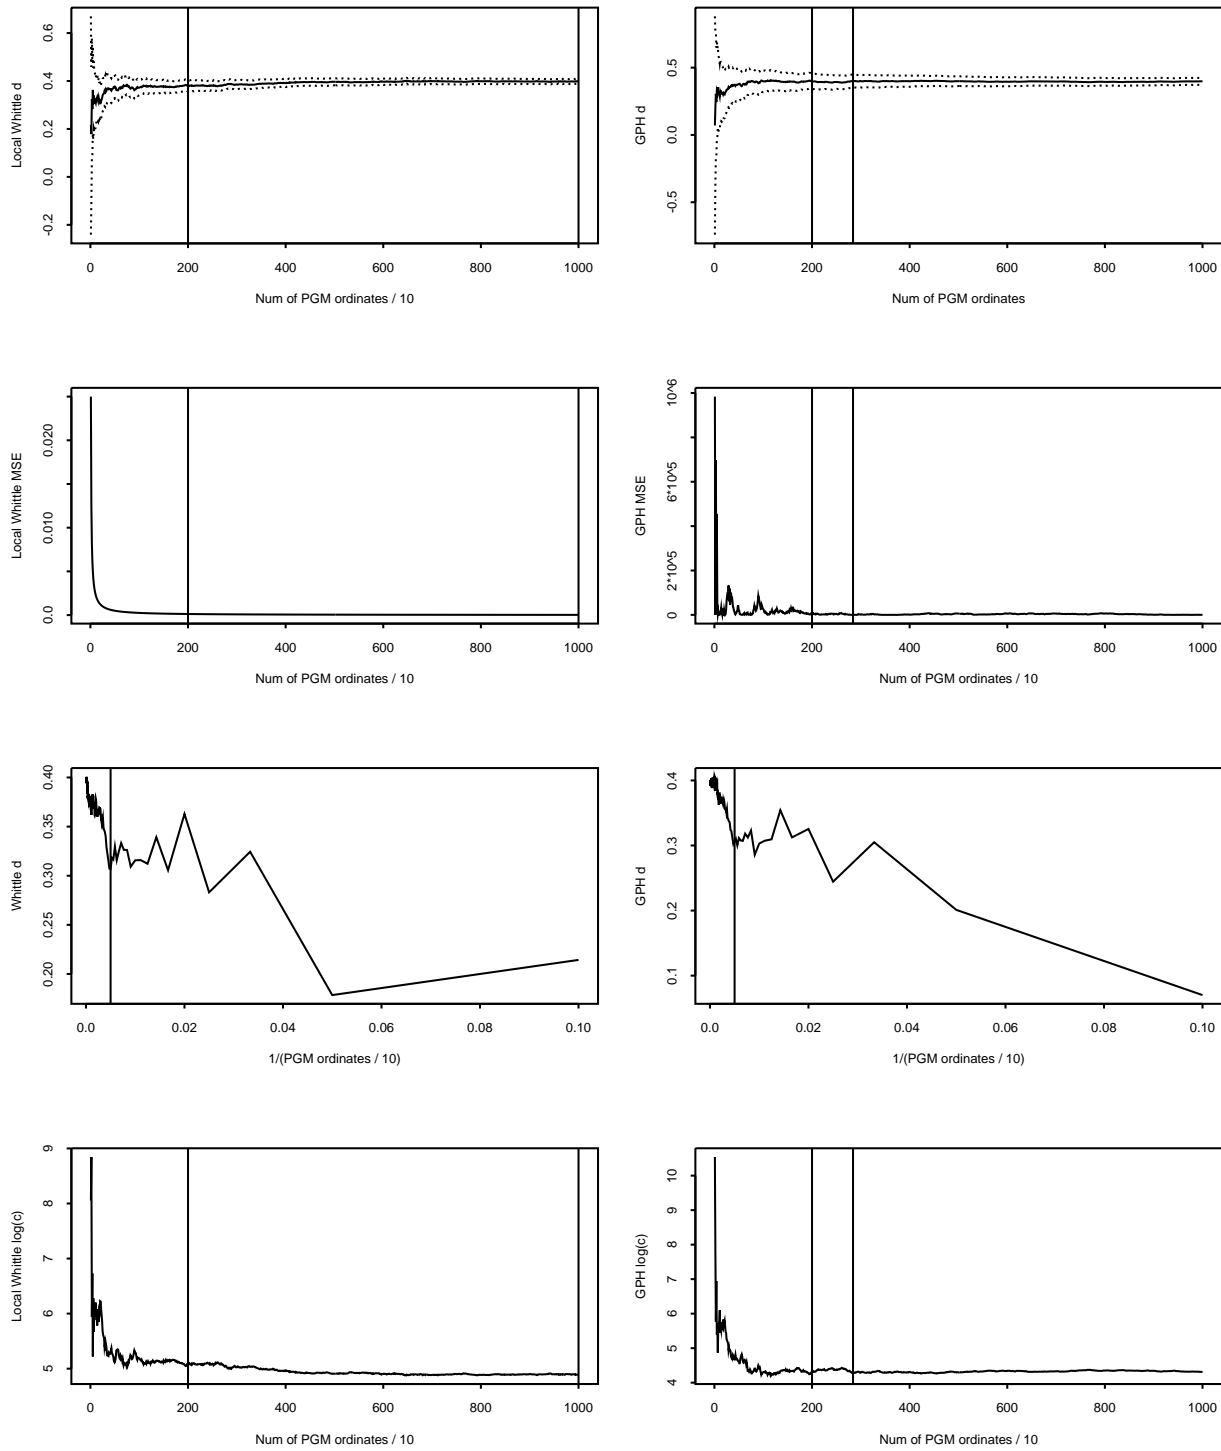 Local Whittle d
-0.2 0.0 0.2 0.4 0.6
0 200 400 600 800 1000
Num of PGM ordinates / 10
GPH d
-0.5 0.0 0.5
0 200 400 600 800 1000
Num of PGM ordinates
Local Whittle MSE
0.0 0.010 0.020
0 200 400 600 800 1000
Num of PGM ordinates / 10
GPH MSE
0 2*10^5 6*10^5 10^6
0 200 400 600 800 1000
Num of PGM ordinates / 10
Whittle d
0.20 0.25 0.30 0.35 0.40
0.0 0.02 0.04 0.06 0.08 0.10
1/(PGM ordinates / 10)
GPH d
0.1 0.2 0.3 0.4
0.0 0.02 0.04 0.06 0.08 0.10
1/(PGM ordinates / 10)
Local Whittle log(c)
5 6 7 8 9
0 200 400 600 800 1000
Num of PGM ordinates / 10
GPH log(c)
4 5 6 7 8 9 10
0 200 400 600 800 1000
Num of PGM ordinates / 10